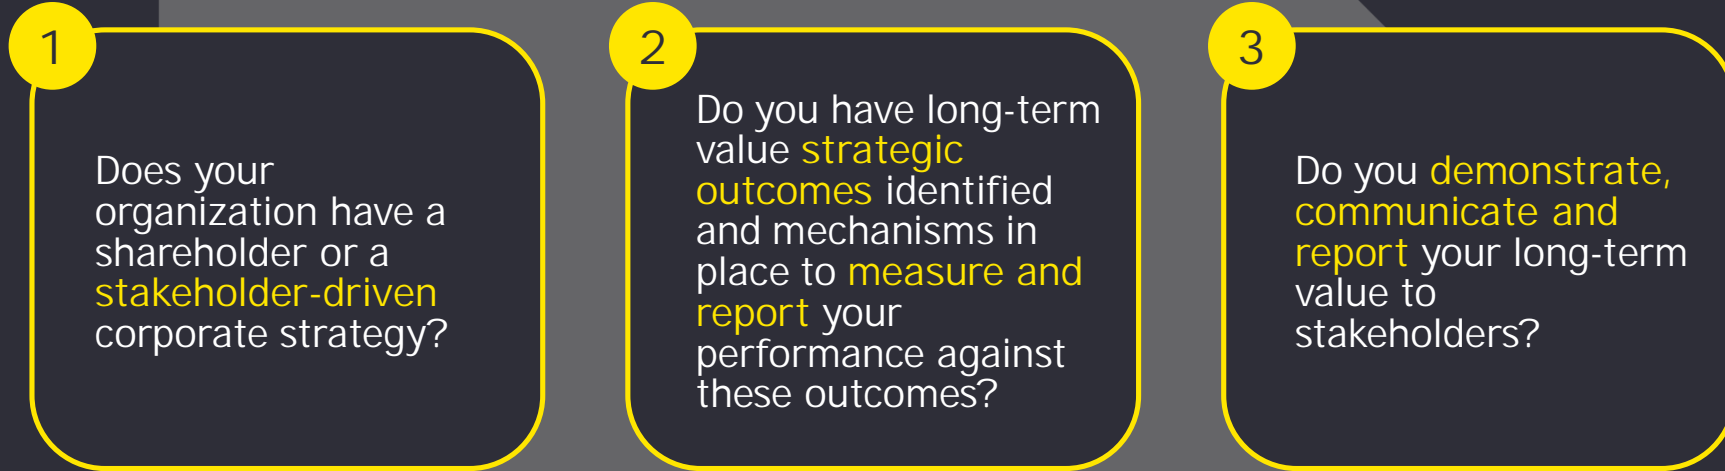 1
Does your
organization have a
shareholder or a
stakeholder-driven
corporate strategy?
2
Do you have long-term
value strategic
outcomes identified
and mechanisms in
place to measure and
report your
performance against
these outcomes?
3
Do you demonstrate,
communicate and
report your long-term
value to
stakeholders?